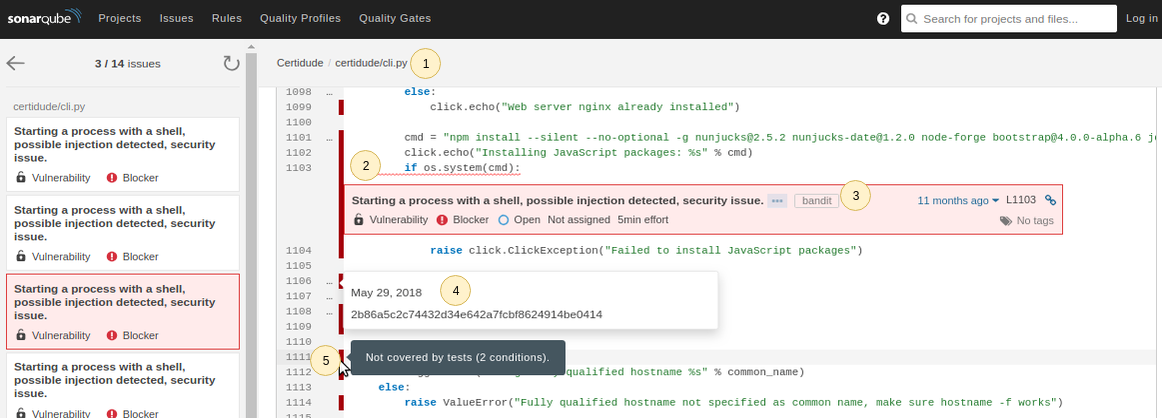 sonarqube Projects Issues Rules Quality Profiles Quality Gates ? Search for projects and files... Log in
3 / 14 issues
Certidude / certidude/cli.py 1
certidude/cli.py
Starting a process with a shell, possible injection detected, security issue.
Vulnerability Blocker
Starting a process with a shell, possible injection detected, security issue.
Vulnerability Blocker
Starting a process with a shell, possible injection detected, security issue.
Vulnerability Blocker
Starting a process with a shell, possible injection detected, security issue.
Vulnerability Blocker
1098 ... else:
1099 click.echo("Web server nginx already installed")
1100
1101 ... cmd = "npm install --silent --no-optional -g nunjucks@2.5.2 nunjucks-date@1.2.0 node-forge bootstrap@4.0.0-alpha.6
1102 click.echo("Installing JavaScript packages: %s" % cmd)
1103 2 if os.system(cmd):
Starting a process with a shell, possible injection detected, security issue. ... bandit 3 11 months ago L1103
Vulnerability Blocker Open Not assigned 5min effort No tags
1104 raise click.ClickException("Failed to install JavaScript packages")
1105
1106 ...
May 29, 2018 4
1107 ...
1108 ...
2b86a5c2c74432d34e642a7fcbf8624914be0414
1109
1110
1111
5 Not covered by tests (2 conditions).
1112 qualified hostname %s" % common_name)
1113 else:
1114 raise ValueError("Fully qualified hostname not specified as common name, make sure hostname -f works")
1115